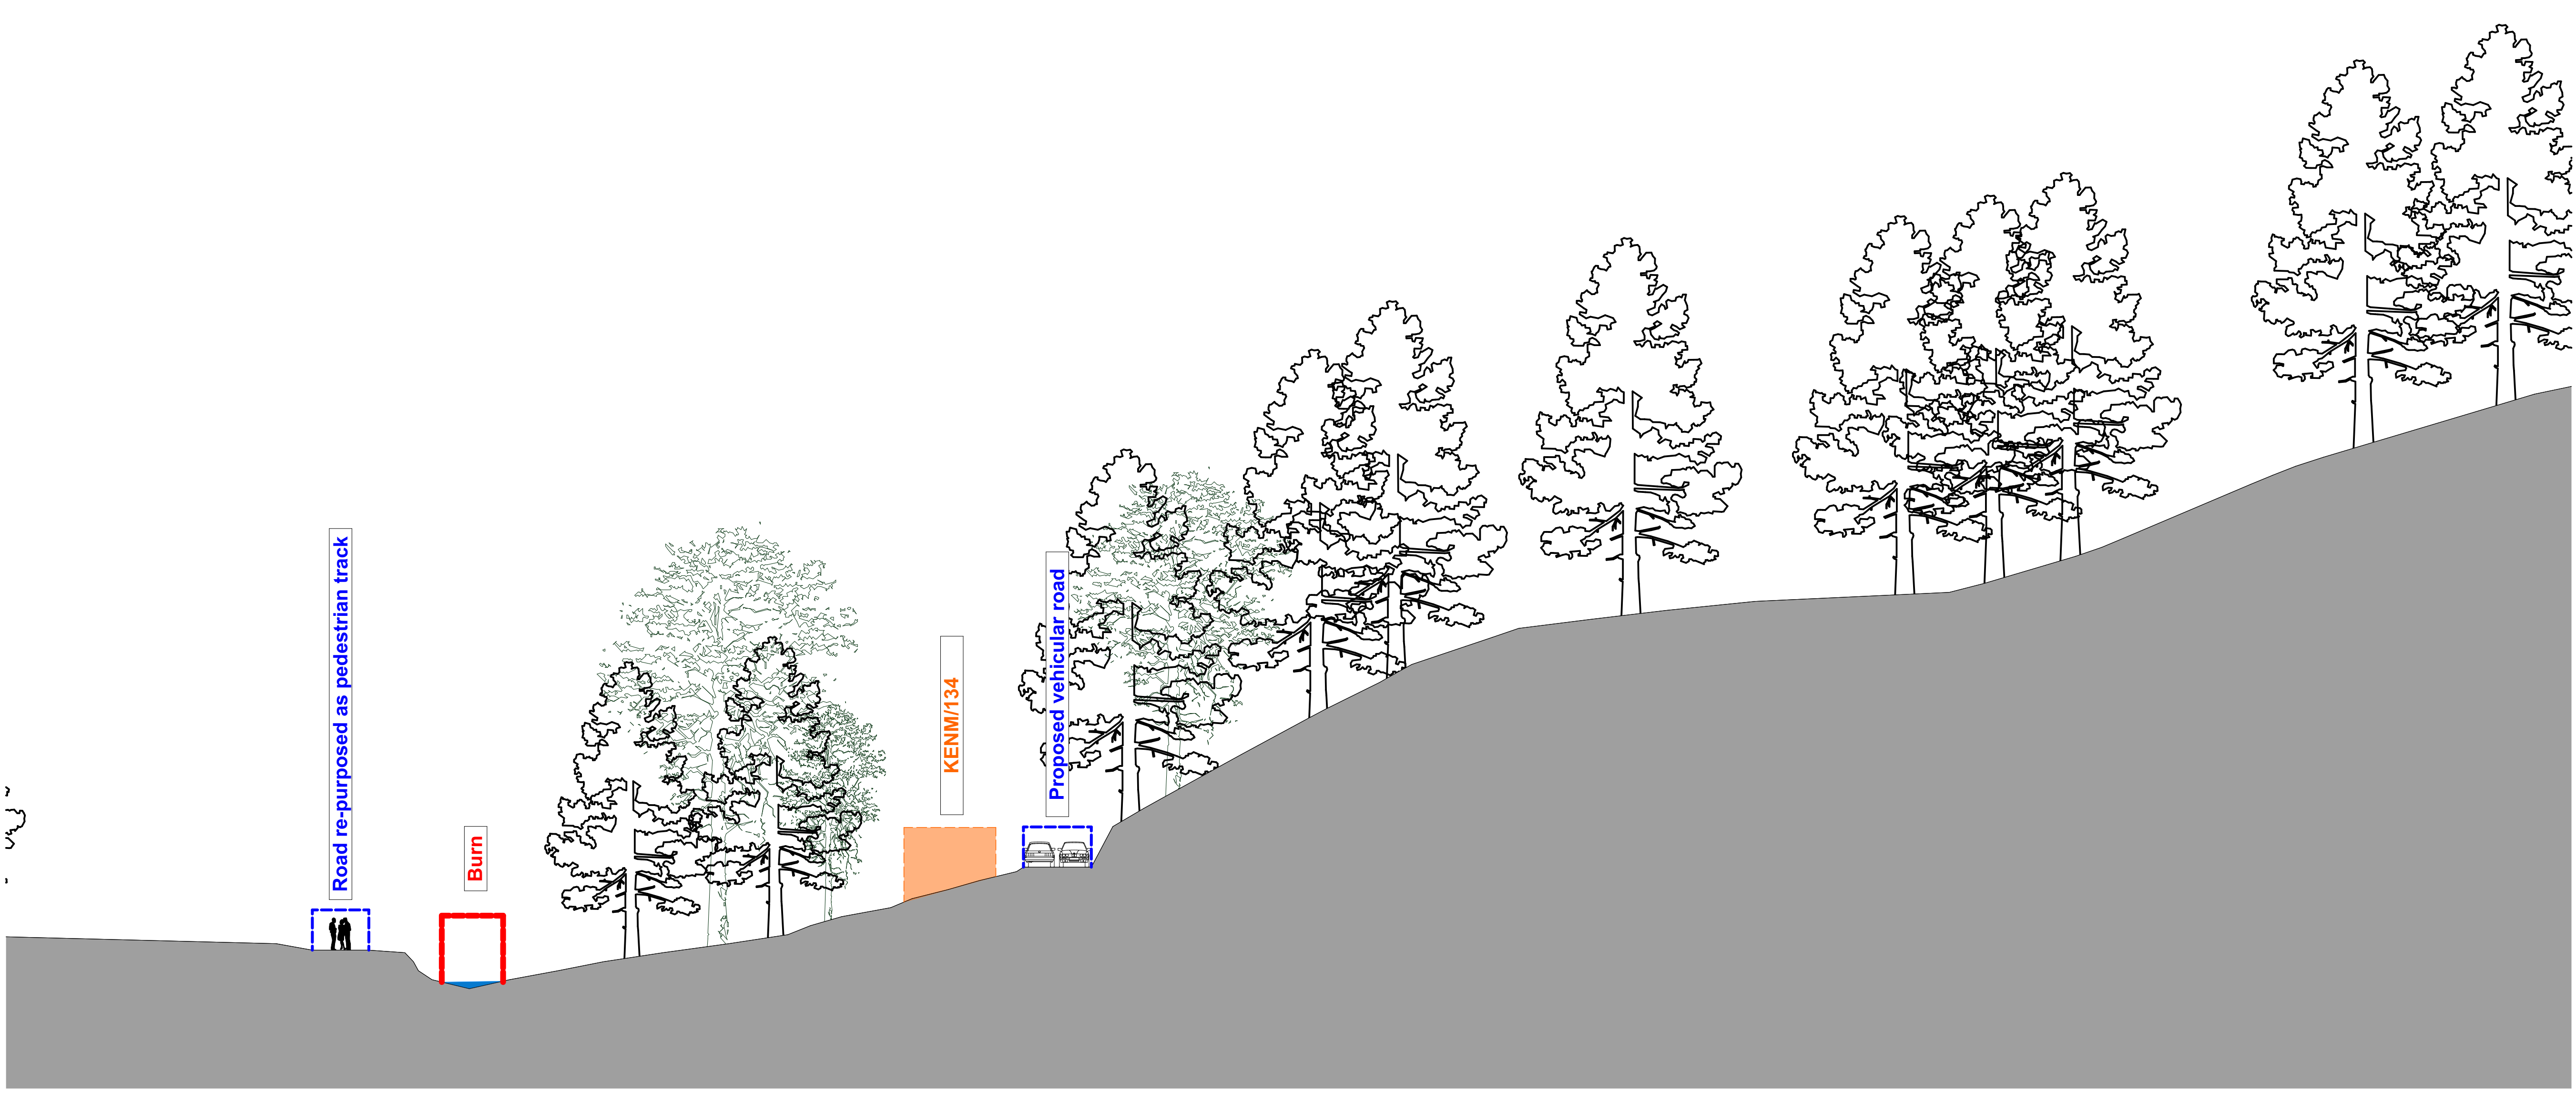 Road re-purposed as pedestrian track
Burn
KENM/134
Proposed vehicular road